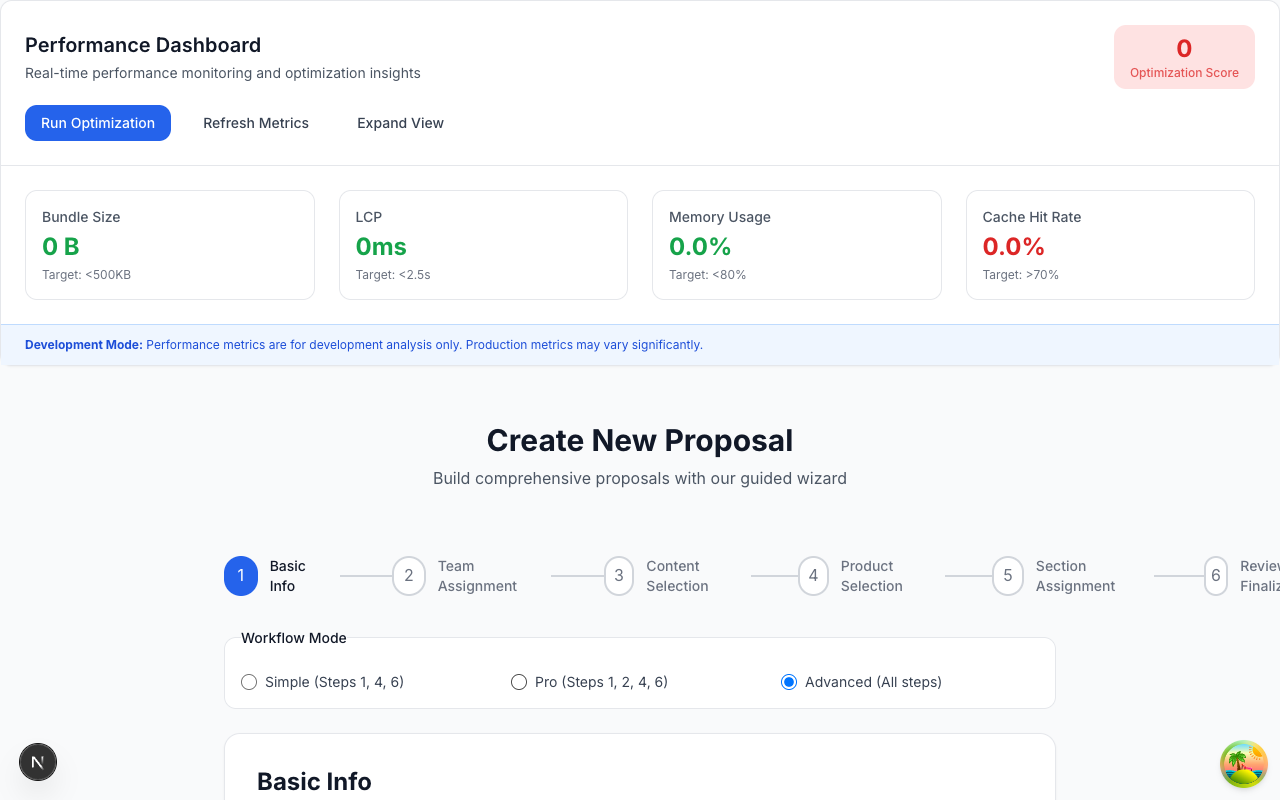 Performance Dashboard
Real-time performance monitoring and optimization insights
0
Optimization Score
Run Optimization
Refresh Metrics
Expand View
Bundle Size
0 B
Target: <500KB
LCP
0ms
Target: <2.5s
Memory Usage
0.0%
Target: <80%
Cache Hit Rate
0.0%
Target: >70%
Development Mode: Performance metrics are for development analysis only. Production metrics may vary significantly.
Create New Proposal
Build comprehensive proposals with our guided wizard
1
Basic
Info
2
Team
Assignment
3
Content
Selection
4
Product
Selection
5
Section
Assignment
6
Workflow Mode
Simple (Steps 1, 4, 6)
Pro (Steps 1, 2, 4, 6)
Advanced (All steps)
Basic Info
N